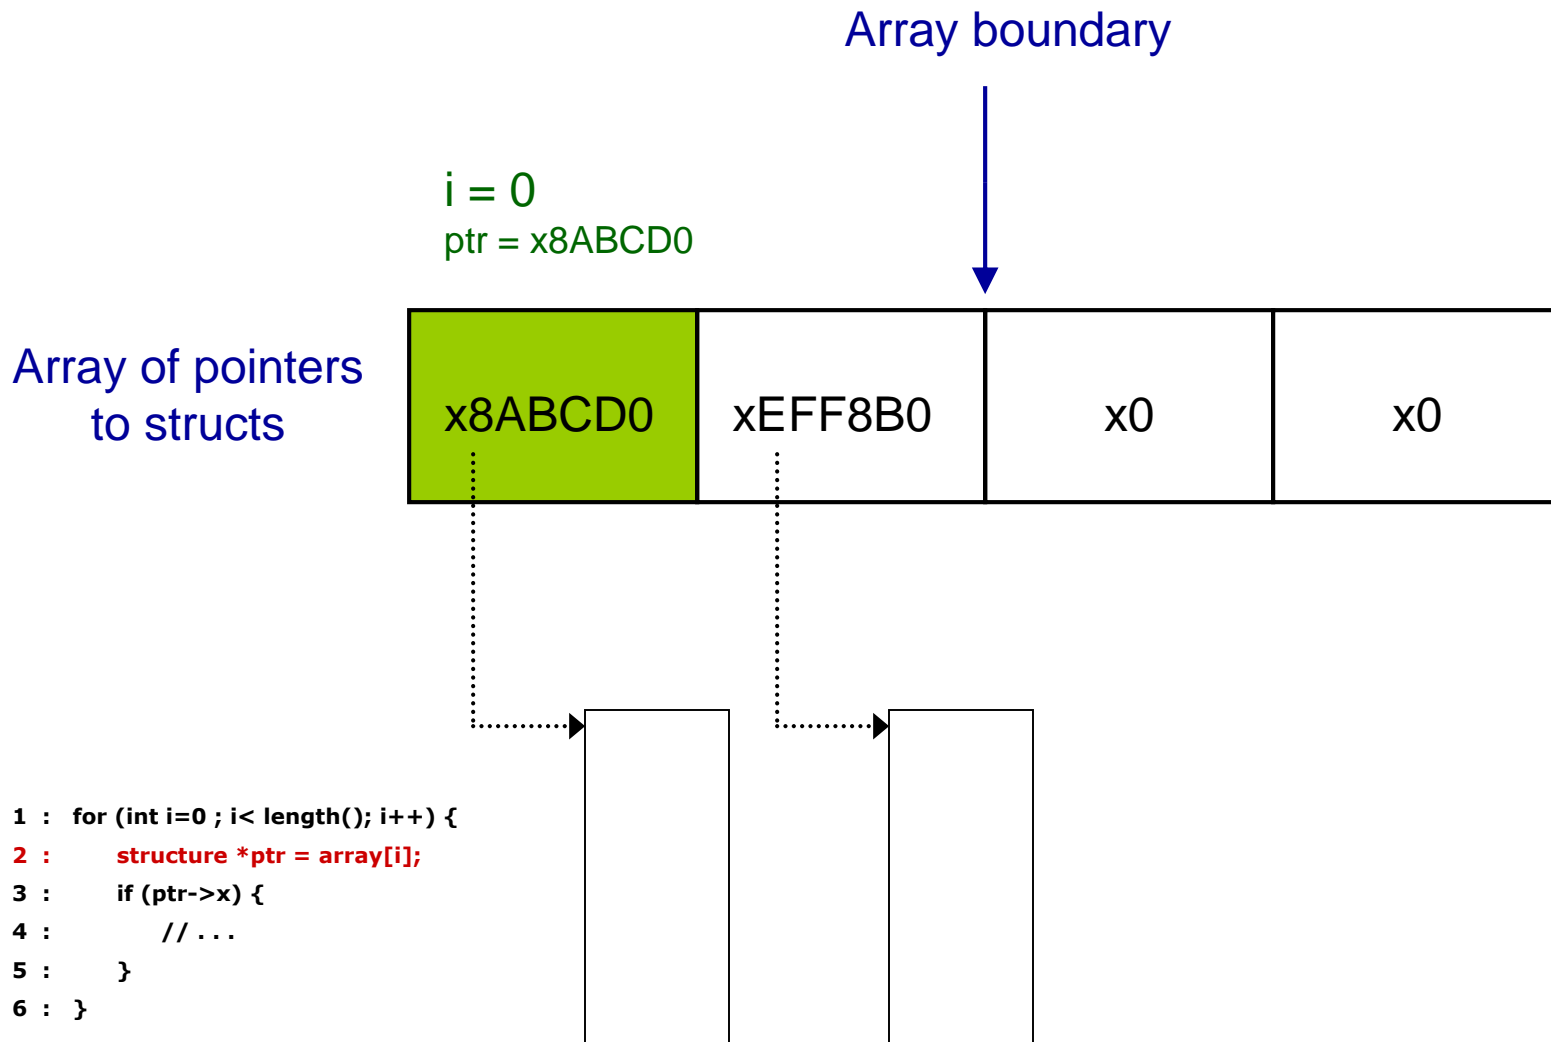 Array boundary
i = 0
ptr = x8ABCD0
Array of pointers
to structs
x8ABCD0 xEFF8B0 x0 x0
1 : for (int i=0 ; i< length(); i++) {
2 : structure *ptr = array[i];
3 : if (ptr->x) {
4 : // . . .
5 : }
6 : }